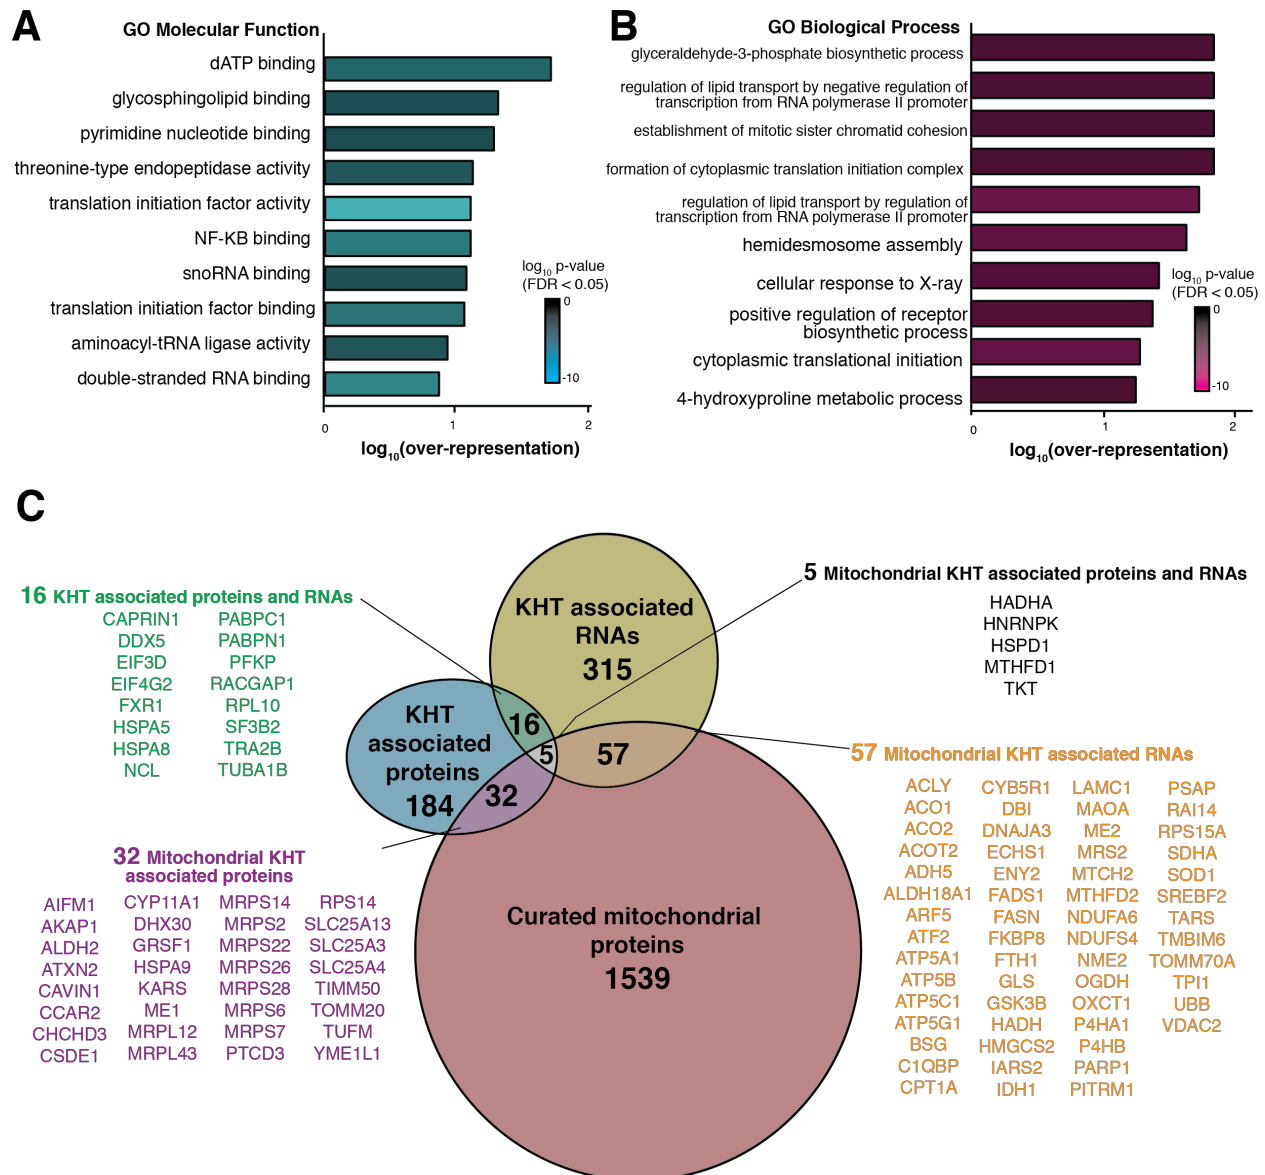 A
GO Molecular Function
dATP binding
glycosphingolipid binding
pyrimidine nucleotide binding
threonine-type endopeptidase activity
translation initiation factor activity
NF-KB binding
snoRNA binding
translation initiation factor binding
aminoacyl-tRNA ligase activity
double-stranded RNA binding
log10 p-value
(FDR < 0.05)
0
-10
0 1 2
log10(over-representation)
B
GO Biological Process
glyceraldehyde-3-phosphate biosynthetic process
regulation of lipid transport by negative regulation of
transcription from RNA polymerase II promoter
establishment of mitotic sister chromatid cohesion
formation of cytoplasmic translation initiation complex
regulation of lipid transport by regulation of
transcription from RNA polymerase II promoter
hemidesmosome assembly
cellular response to X-ray
positive regulation of receptor
biosynthetic process
cytoplasmic translational initiation
4-hydroxyproline metabolic process
log10 p-value
(FDR < 0.05)
0
-10
0 1 2
log10(over-representation)
C
16 KHT associated proteins and RNAs
CAPRIN1 PABPC1
DDX5 PABPN1
EIF3D PFKP
EIF4G2 RACGAP1
FXR1 RPL10
HSPA5 SF3B2
HSPA8 TRA2B
NCL TUBA1B
KHT associated
RNAs
315
KHT
associated
proteins
184
16
5
57
32
Curated mitochondrial
proteins
1539
5 Mitochondrial KHT associated proteins and RNAs
HADHA
HNRNPK
HSPD1
MTHFD1
TKT
32 Mitochondrial KHT
associated proteins
AIFM1 CYP11A1 MRPS14 RPS14
AKAP1 DHX30 MRPS2 SLC25A13
ALDH2 GRSF1 MRPS22 SLC25A3
ATXN2 HSPA9 MRPS26 SLC25A4
CAVIN1 KARS MRPS28 TIMM50
CCAR2 ME1 MRPS6 TOMM20
CHCHD3 MRPL12 MRPS7 TUFM
CSDE1 MRPL43 PTCD3 YME1L1
57 Mitochondrial KHT associated RNAs
ACLY CYB5R1 LAMC1 PSAP
ACO1 DBI MAOA RAI14
ACO2 DNAJA3 ME2 RPS15A
ACOT2 ECHS1 MRS2 SDHA
ADH5 ENY2 MTCH2 SOD1
ALDH18A1 FADS1 MTHFD2 SREBF2
ARF5 FASN NDUFA6 TARS
ATF2 FKBP8 NDUFS4 TMBIM6
ATP5A1 FTH1 NME2 TOMM70A
ATP5B GLS OGDH TPI1
ATP5C1 GSK3B OXCT1 UBB
ATP5G1 HADH P4HA1 VDAC2
BSG HMGCS2 P4HB
C1QBP IARS2 PARP1
CPT1A IDH1 PITRM1